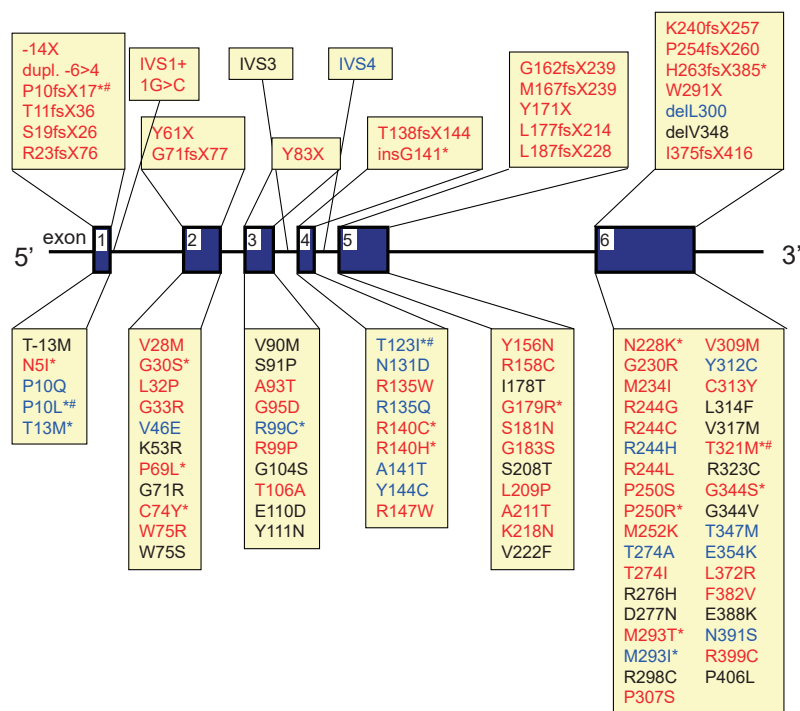 -14X
dupl. -6>4
P10fsX17*#
T11fsX36
S19fsX26
R23fsX76
IVS1+
1G>C
Y61X
G71fsX77
IVS3
Y83X
IVS4
T138fsX144
insG141*
G162fsX239
M167fsX239
Y171X
L177fsX214
L187fsX228
K240fsX257
P254fsX260
H263fsX385*
W291X
delL300
delV348
I375fsX416
5’ exon 1 2 3 4 5 6 3’
T-13M
N5I*
P10Q
P10L*#
T13M*
V28M
G30S*
L32P
G33R
V46E
K53R
P69L*
G71R
C74Y*
W75R
W75S
V90M
S91P
A93T
G95D
R99C*
R99P
G104S
T106A
E110D
Y111N
T123I*#
N131D
R135W
R135Q
R140C*
R140H*
A141T
Y144C
R147W
Y156N
R158C
I178T
G179R*
S181N
G183S
S208T
L209P
A211T
K218N
V222F
N228K*
G230R
M234I
R244G
R244C
R244H
R244L
P250S
P250R*
M252K
T274A
T274I
R276H
D277N
M293T*
M293I*
R298C
P307S
V309M
Y312C
C313Y
L314F
V317M
T321M*#
R323C
G344S*
G344V
T347M
E354K
L372R
F382V
E388K
N391S
R399C
P406L